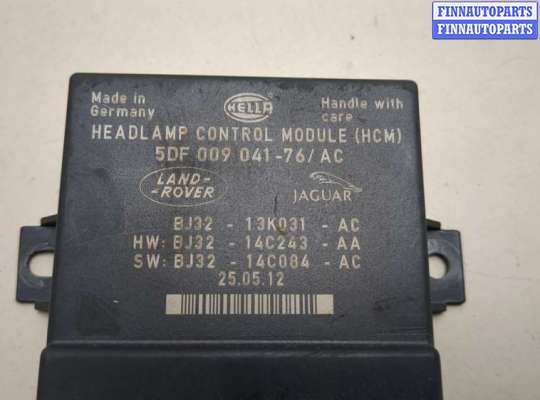 FINNAUTOPARTS
FINNAUTOPARTS
Made in
Germany
HELLA
Handle with
care
HEADLAMP CONTROL MODULE (HCM)
5DF 009 041-76/AC
LAND-
ROVER
JAGUAR
BJ32 - 13K031 - AC
HW: BJ32 - 14C243 - AA
SW: BJ32 - 14C084 - AC
25.05.12